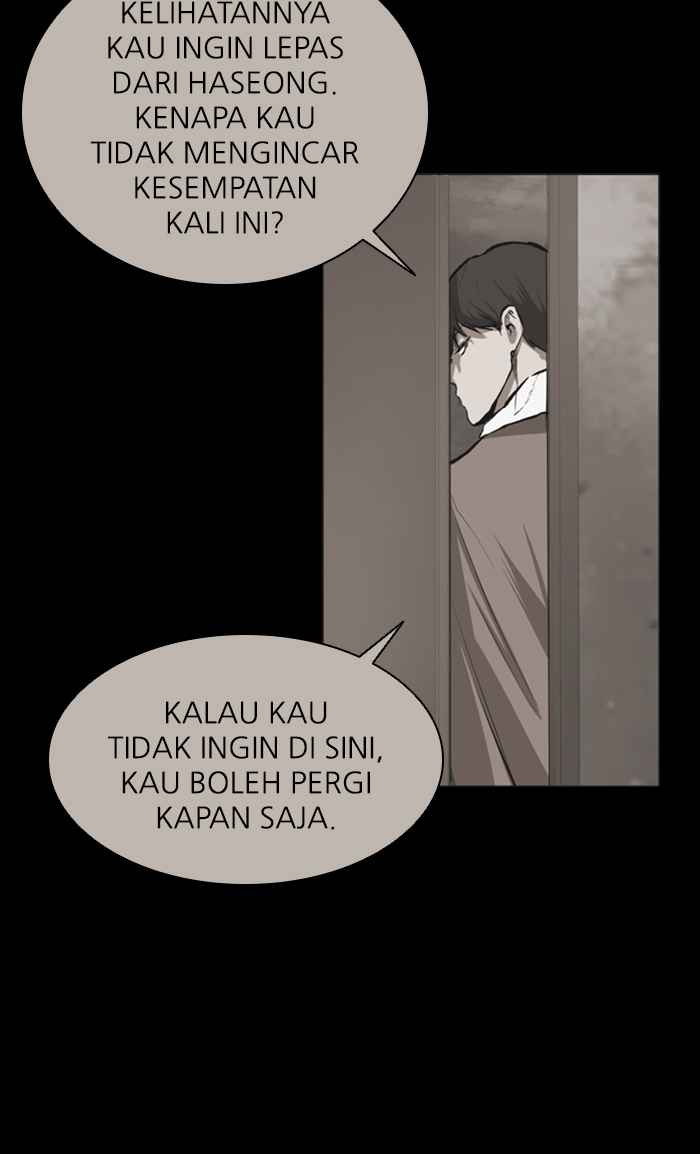 KELIHATANNYA
KAU INGIN LEPAS
DARI HASEONG.
KENAPA KAU
TIDAK MENGINCAR
KESEMPATAN
KALI INI?
KALAU KAU
TIDAK INGIN DI SINI,
KAU BOLEH PERGI
KAPAN SAJA.